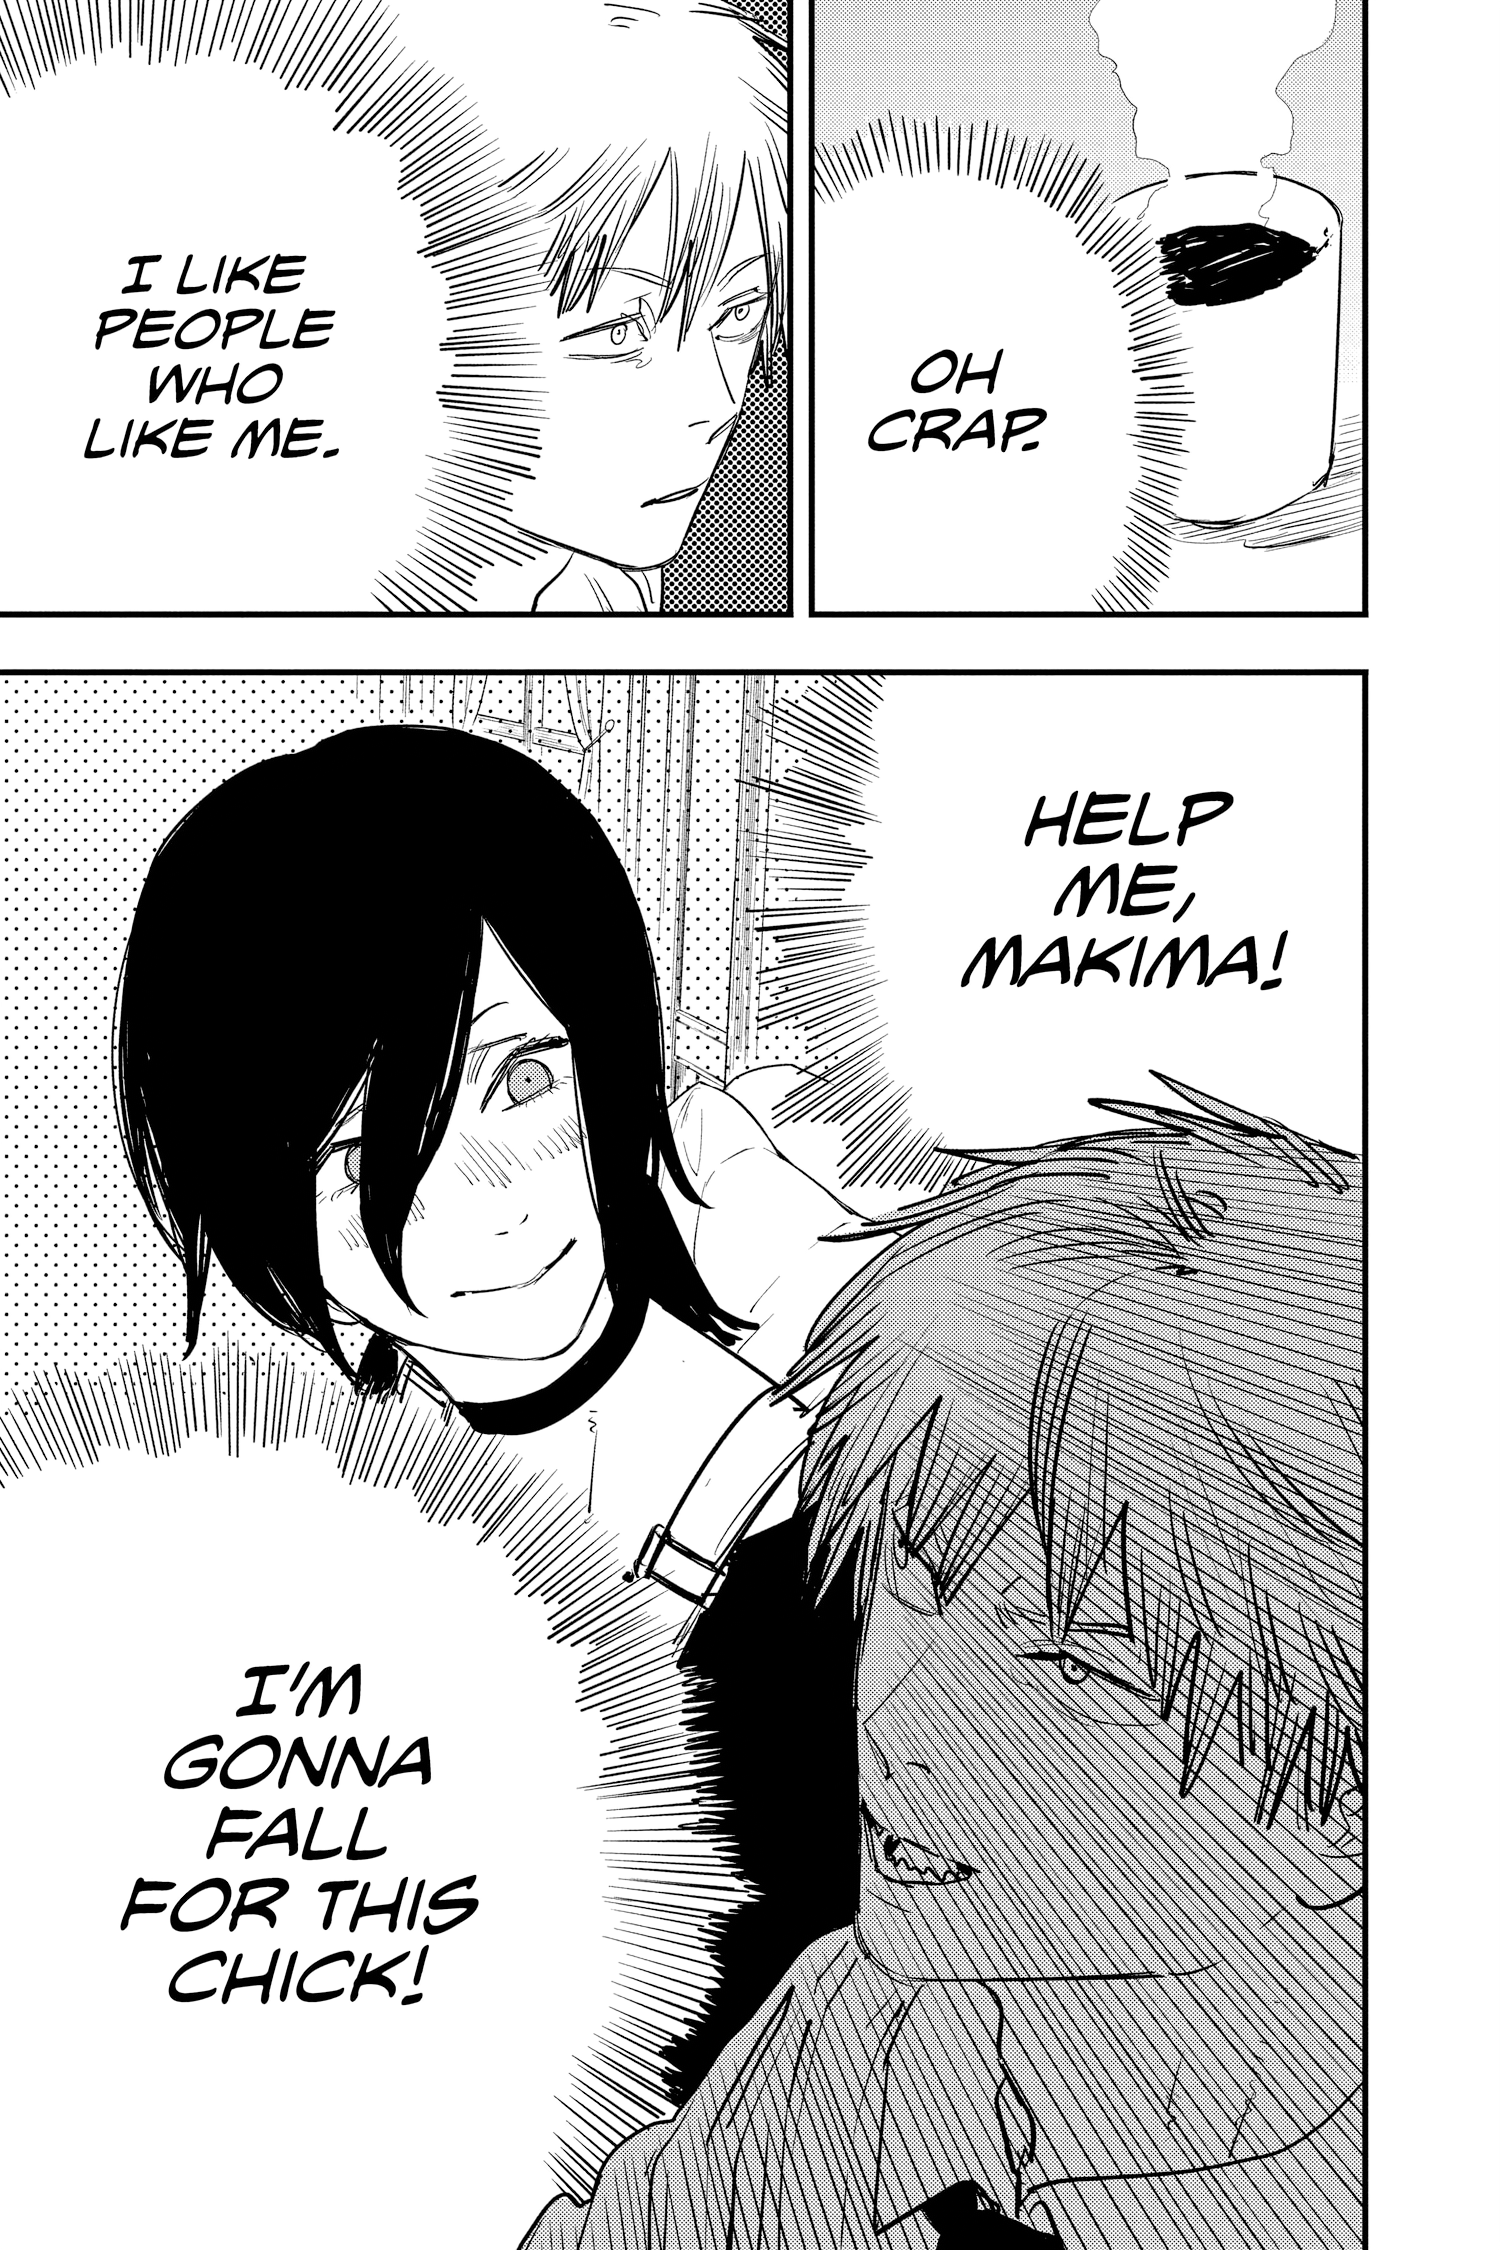 OH
CRAP.
I LIKE
PEOPLE
WHO
LIKE ME.
HELP
ME,
MAKIMA!
I'M
GONNA
FALL
FOR THIS
CHICK!